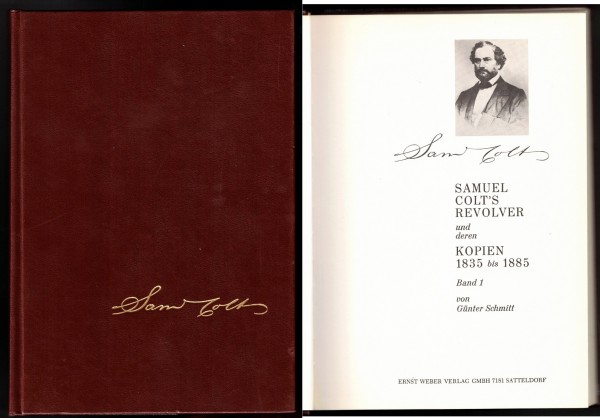 Sam Colt
Sam Colt
SAMUEL
COLT'S
REVOLVER
und
deren
KOPIEN
1835 bis 1885
Band 1
von
Günter Schmitt
ERNST WEBER VERLAG GMBH 7181 SATTELDORF